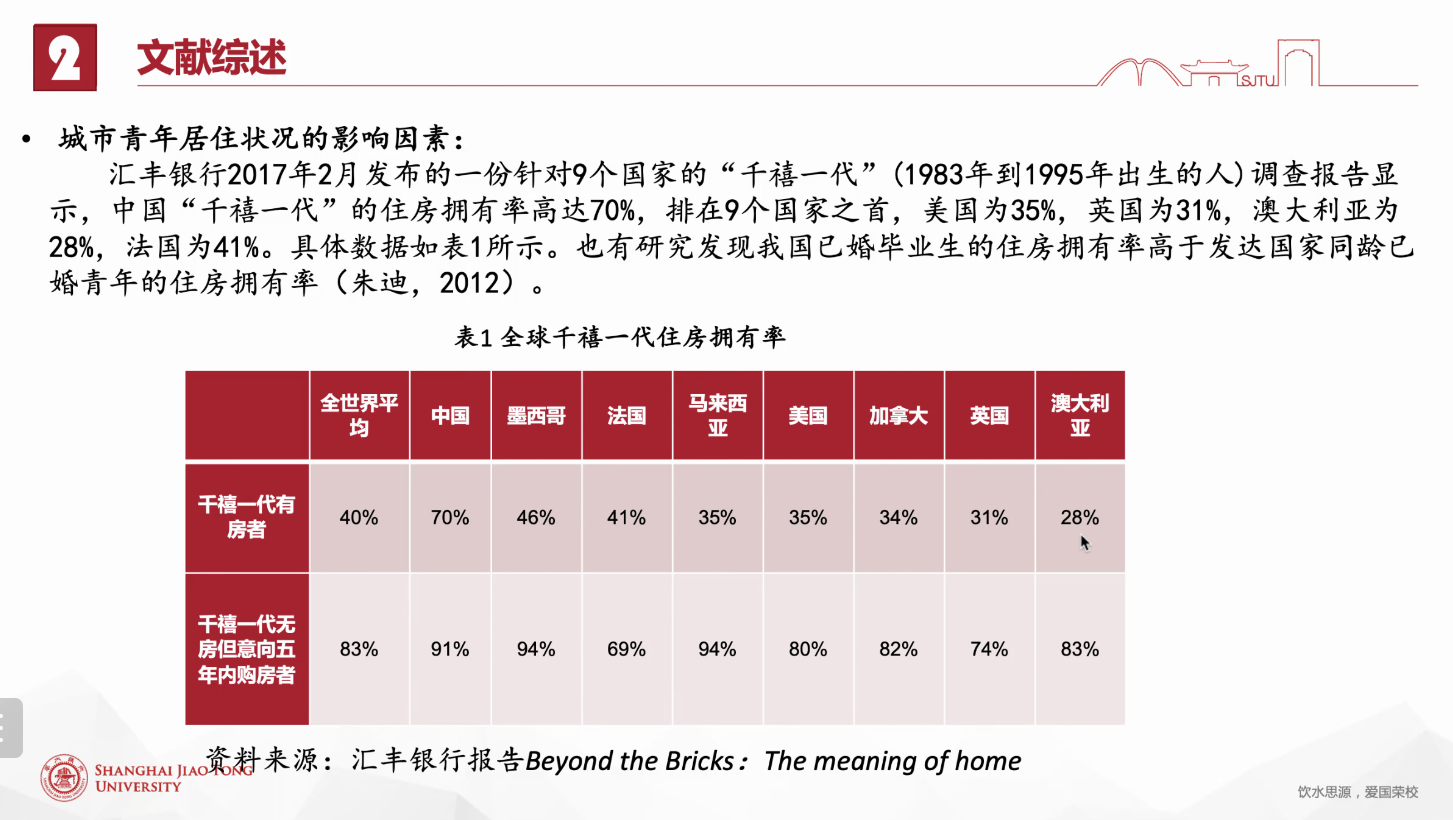 2
文献综述
SJTU
• 城市青年居住状况的影响因素：
汇丰银行2017年2月发布的一份针对9个国家的“千禧一代”(1983年到1995年出生的人)调查报告显
示，中国“千禧一代”的住房拥有率高达70%，排在9个国家之首，美国为35%，英国为31%，澳大利亚为
28%，法国为41%。具体数据如表1所示。也有研究发现我国已婚毕业生的住房拥有率高于发达国家同龄已
婚青年的住房拥有率（朱迪，2012）。
表1 全球千禧一代住房拥有率
全世界平均 中国 墨西哥 法国 马来西亚 美国 加拿大 英国 澳大利亚
千禧一代有房者 40% 70% 46% 41% 35% 35% 34% 31% 28%
千禧一代无房但意向五年内购房者 83% 91% 94% 69% 94% 80% 82% 74% 83%
资料来源：汇丰银行报告Beyond the Bricks：The meaning of home
SHANGHAI JIAO TONG
UNIVERSITY
饮水思源，爱国荣校